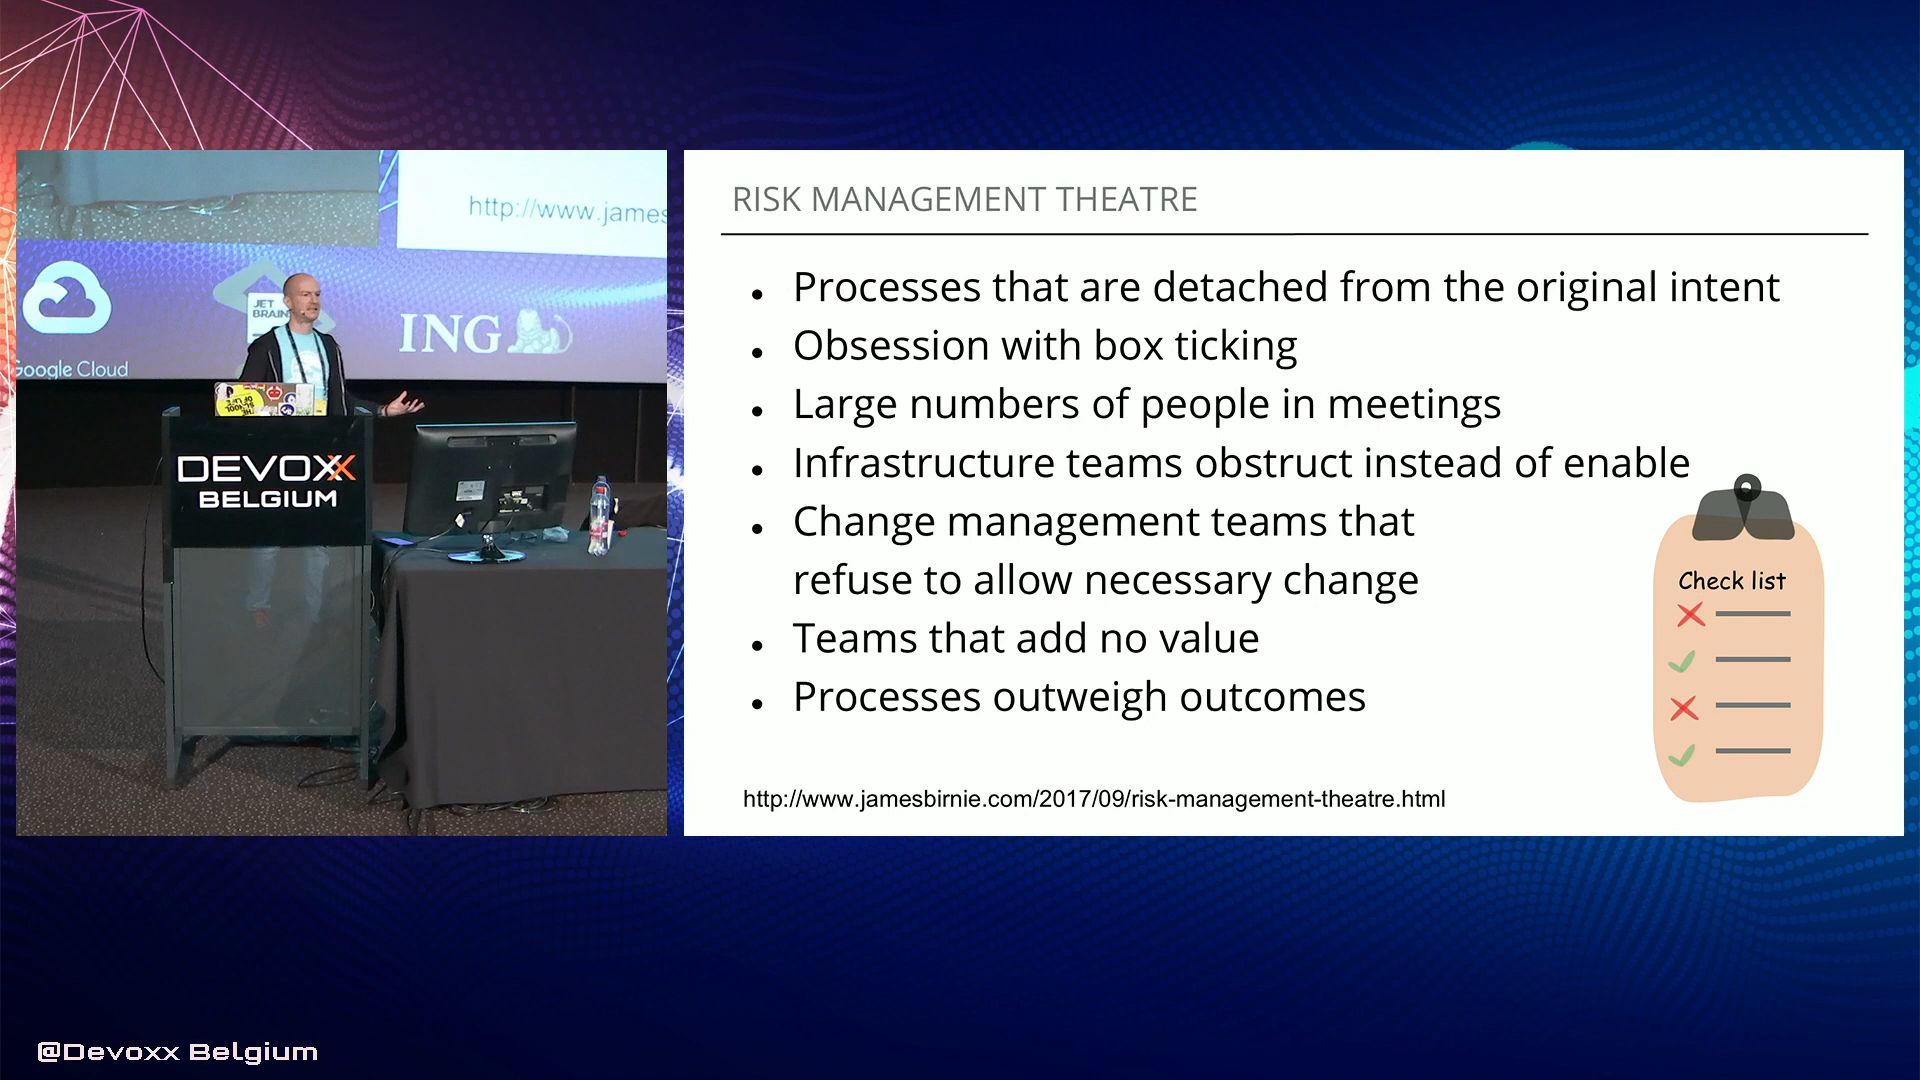 http://www.james
Google Cloud
JET
BRAIN
ING
DEVOXX
BELGIUM
RISK MANAGEMENT THEATRE
Processes that are detached from the original intent
Obsession with box ticking
Large numbers of people in meetings
Infrastructure teams obstruct instead of enable
Change management teams that
refuse to allow necessary change
Teams that add no value
Processes outweigh outcomes
Check list
http://www.jamesbirnie.com/2017/09/risk-management-theatre.html
@Devoxx Belgium